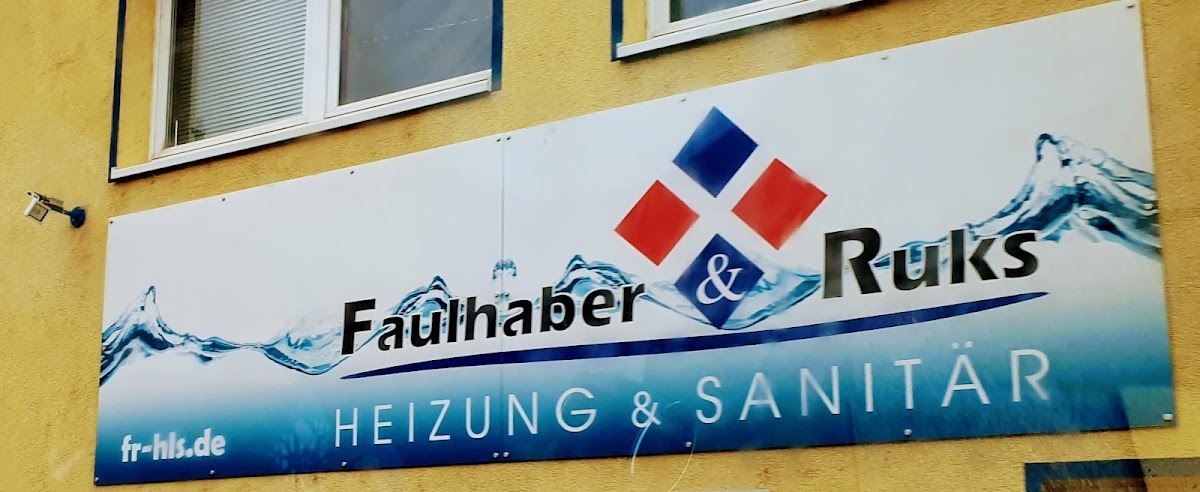 Faulhaber & Ruks
HEIZUNG & SANITÄR
fr-hls.de